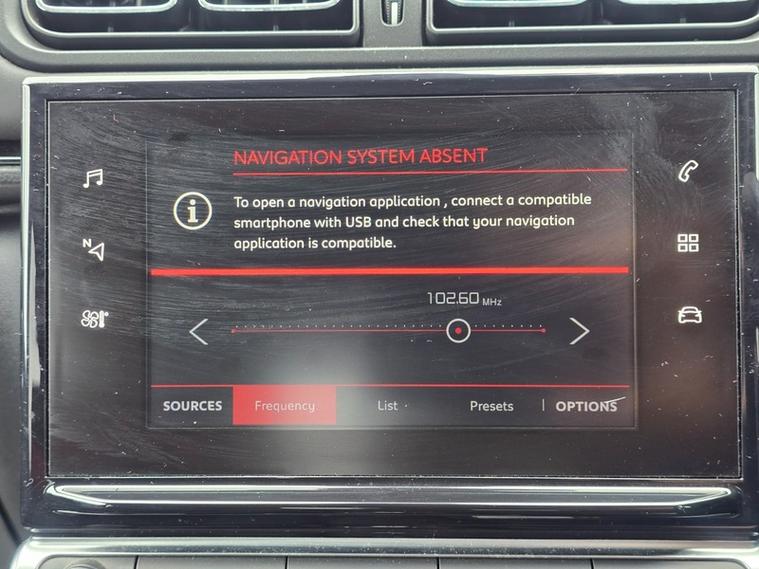 NAVIGATION SYSTEM ABSENT
To open a navigation application , connect a compatible
smartphone with USB and check that your navigation
application is compatible.
N
102.60 MHz
SOURCES Frequency List Presets OPTIONS